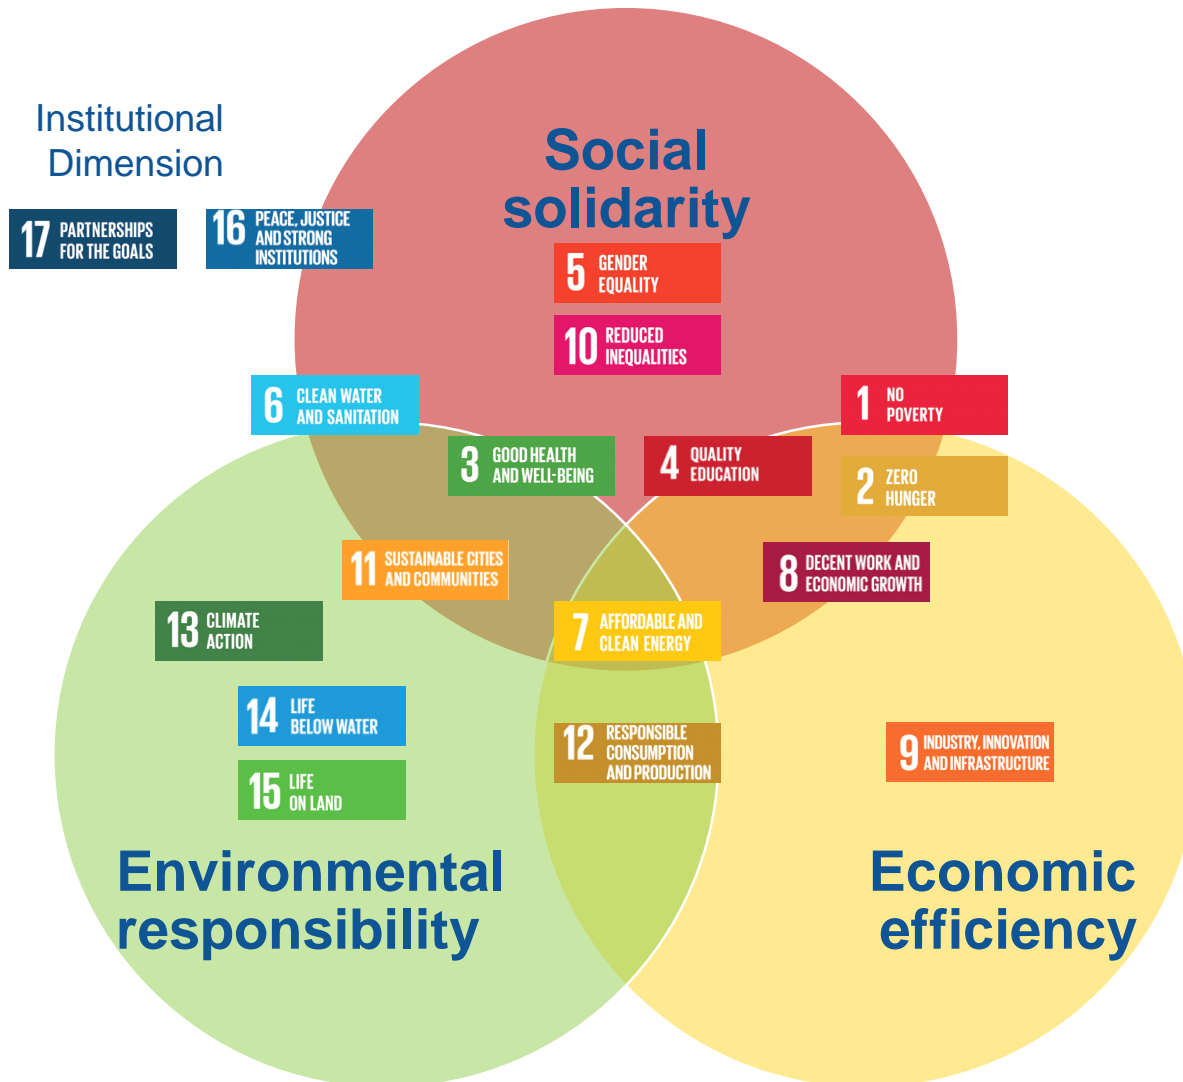 Institutional
Dimension
Social
solidarity
17 PARTNERSHIPS
FOR THE GOALS
16 PEACE, JUSTICE
AND STRONG
INSTITUTIONS
5 GENDER
EQUALITY
10 REDUCED
INEQUALITIES
6 CLEAN WATER
AND SANITATION
1 NO
POVERTY
3 GOOD HEALTH
AND WELL-BEING
4 QUALITY
EDUCATION
2 ZERO
HUNGER
11 SUSTAINABLE CITIES
AND COMMUNITIES
8 DECENT WORK AND
ECONOMIC GROWTH
13 CLIMATE
ACTION
7 AFFORDABLE AND
CLEAN ENERGY
14 LIFE
BELOW WATER
12 RESPONSIBLE
CONSUMPTION
AND PRODUCTION
9 INDUSTRY, INNOVATION
AND INFRASTRUCTURE
15 LIFE
ON LAND
Environmental
responsibility
Economic
efficiency